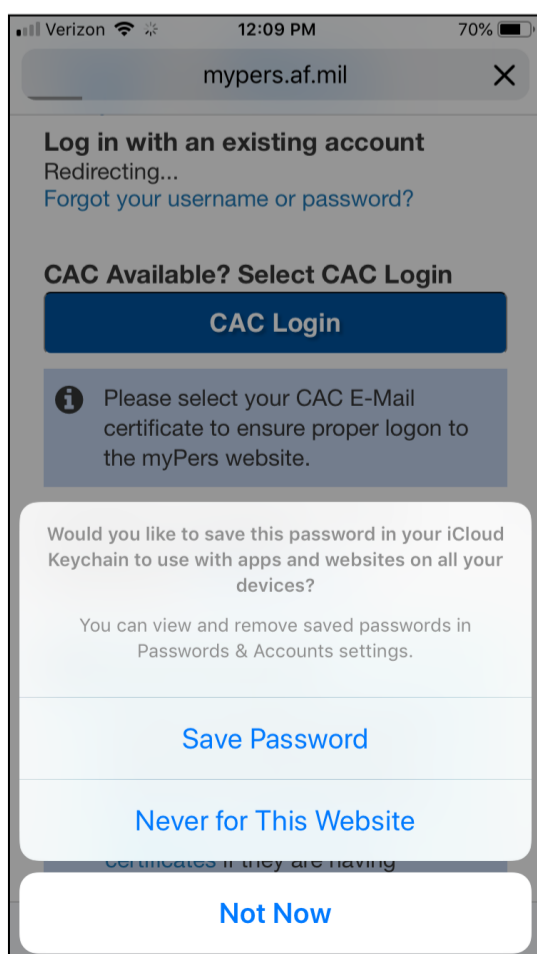 Verizon 12:09 PM 70%
mypers.af.mil
Log in with an existing account
Redirecting...
Forgot your username or password?
CAC Available? Select CAC Login
CAC Login
Please select your CAC E-Mail
certificate to ensure proper logon to
the myPers website.
Would you like to save this password in your iCloud
Keychain to use with apps and websites on all your
devices?
You can view and remove saved passwords in
Passwords & Accounts settings.
Save Password
Never for This Website
certificates if they are having
Not Now